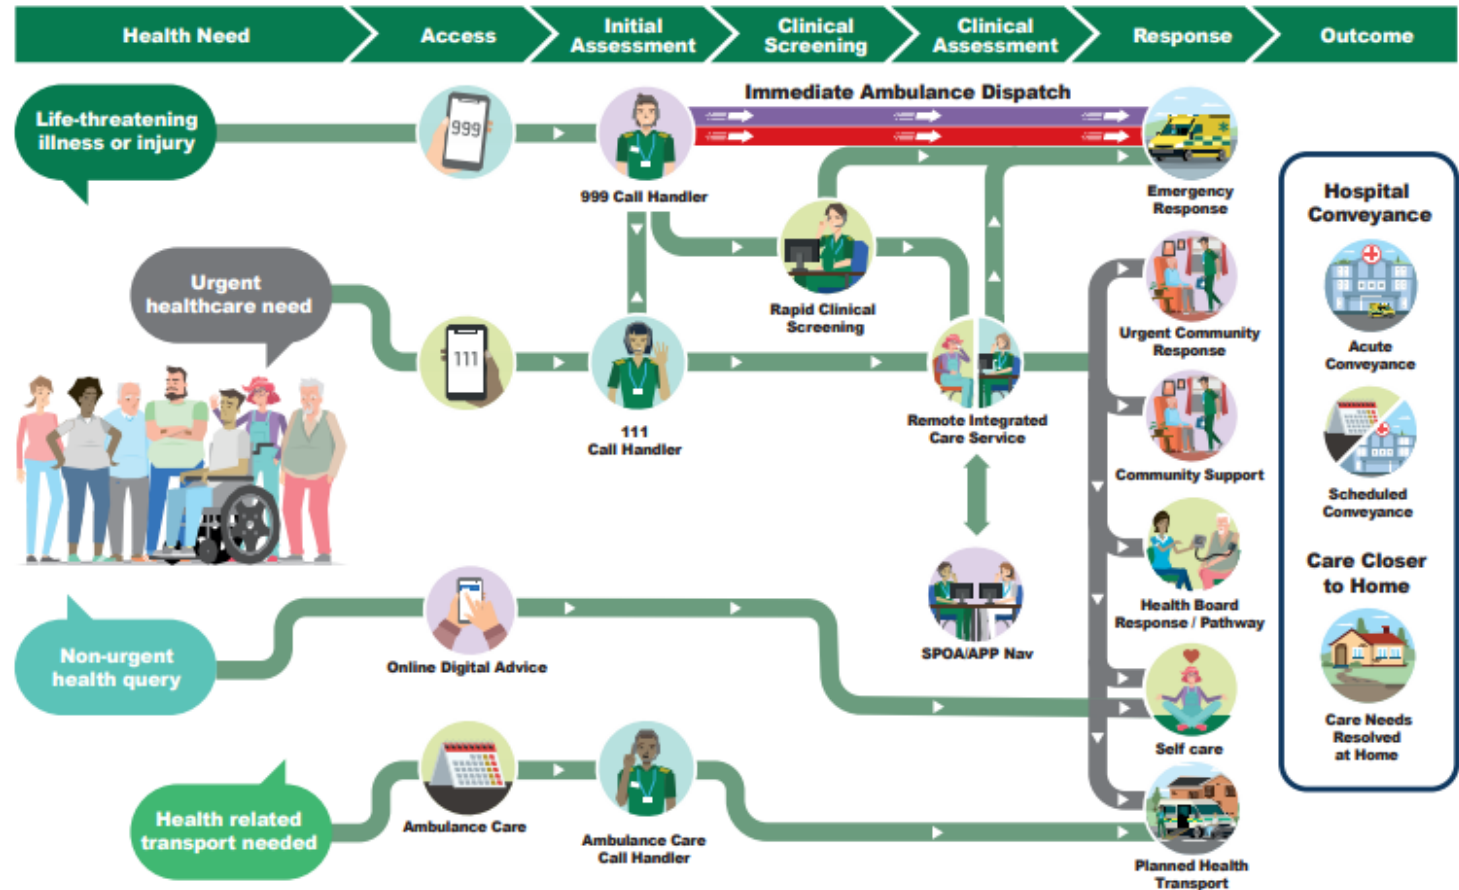 Health Need
Access
Initial
Assessment
Clinical
Screening
Clinical
Assessment
Response
Outcome
Life-threatening
illness or injury
999
Immediate Ambulance Dispatch
999 Call Handler
Emergency
Response
Urgent
healthcare need
111
111
Call Handler
Rapid Clinical
Screening
Remote Integrated
Care Service
Urgent Community
Response
Community Support
SPOA/APP Nav
Health Board
Response / Pathway
Non-urgent
health query
Online Digital Advice
Self care
Health related
transport needed
Ambulance Care
Ambulance Care
Call Handler
Planned Health
Transport
Hospital
Conveyance
Acute
Conveyance
Scheduled
Conveyance
Care Closer
to Home
Care Needs
Resolved
at Home